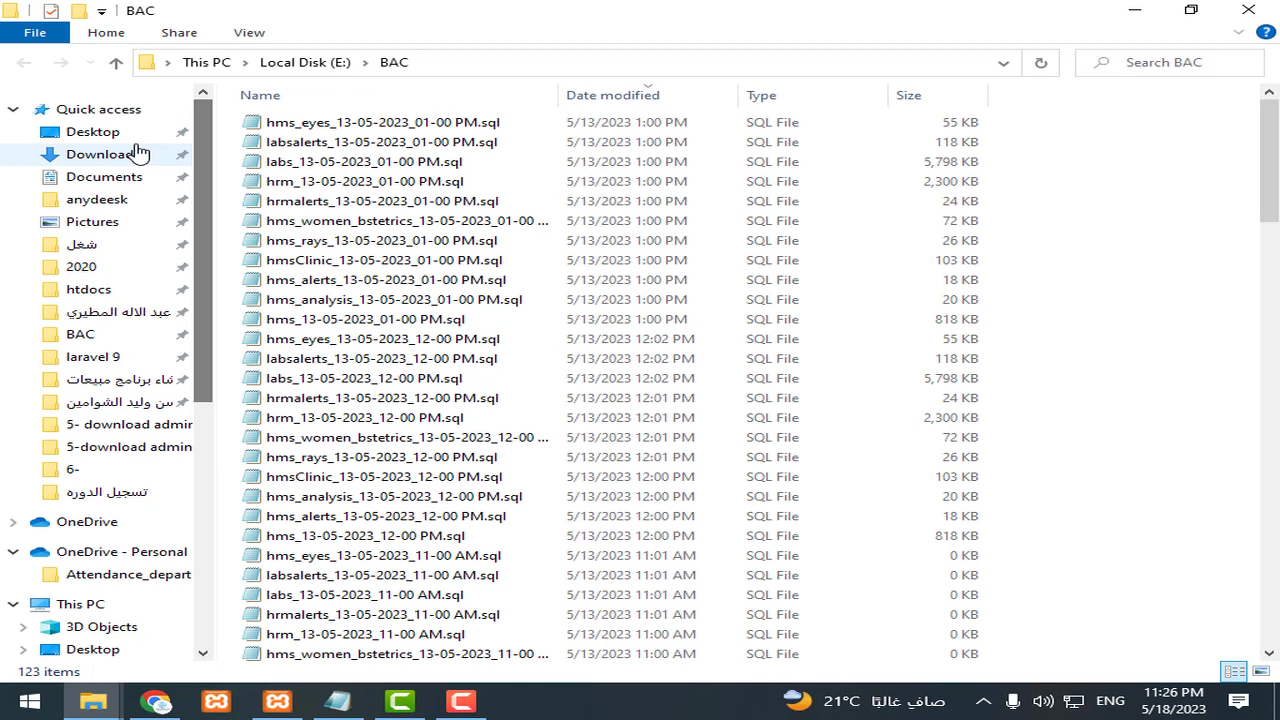 BAC
File Home Share View
This PC Local Disk (E:) BAC Search BAC
Quick access
Desktop
Download
Documents
anydeesk
Pictures
شغل
2020
htdocs
عبد الاله المطيري
BAC
laravel 9
شاء برنامج مبيعات
سن وليد الشوامين
5- download admin
5-download admin
6-
تسجيل الدوره
OneDrive
OneDrive - Personal
Attendance_depart
This PC
3D Objects
Desktop
Name Date modified Type Size
hms_eyes_13-05-2023_01-00 PM.sql 5/13/2023 1:00 PM SQL File 55 KB
labsalerts_13-05-2023_01-00 PM.sql 5/13/2023 1:00 PM SQL File 118 KB
labs_13-05-2023_01-00 PM.sql 5/13/2023 1:00 PM SQL File 5,798 KB
hrm_13-05-2023_01-00 PM.sql 5/13/2023 1:00 PM SQL File 2,300 KB
hrmalerts_13-05-2023_01-00 PM.sql 5/13/2023 1:00 PM SQL File 24 KB
hms_women_bstetrics_13-05-2023_01-00 ... 5/13/2023 1:00 PM SQL File 72 KB
hms_rays_13-05-2023_01-00 PM.sql 5/13/2023 1:00 PM SQL File 26 KB
hmsClinic_13-05-2023_01-00 PM.sql 5/13/2023 1:00 PM SQL File 103 KB
hms_alerts_13-05-2023_01-00 PM.sql 5/13/2023 1:00 PM SQL File 18 KB
hms_analysis_13-05-2023_01-00 PM.sql 5/13/2023 1:00 PM SQL File 20 KB
hms_13-05-2023_01-00 PM.sql 5/13/2023 1:00 PM SQL File 818 KB
hms_eyes_13-05-2023_12-00 PM.sql 5/13/2023 12:02 PM SQL File 55 KB
labsalerts_13-05-2023_12-00 PM.sql 5/13/2023 12:02 PM SQL File 118 KB
labs_13-05-2023_12-00 PM.sql 5/13/2023 12:02 PM SQL File 5,798 KB
hrmalerts_13-05-2023_12-00 PM.sql 5/13/2023 12:01 PM SQL File 24 KB
hrm_13-05-2023_12-00 PM.sql 5/13/2023 12:01 PM SQL File 2,300 KB
hms_women_bstetrics_13-05-2023_12-00 ... 5/13/2023 12:01 PM SQL File 72 KB
hms_rays_13-05-2023_12-00 PM.sql 5/13/2023 12:01 PM SQL File 26 KB
hmsClinic_13-05-2023_12-00 PM.sql 5/13/2023 12:00 PM SQL File 103 KB
hms_analysis_13-05-2023_12-00 PM.sql 5/13/2023 12:00 PM SQL File 20 KB
hms_alerts_13-05-2023_12-00 PM.sql 5/13/2023 12:00 PM SQL File 18 KB
hms_13-05-2023_12-00 PM.sql 5/13/2023 12:00 PM SQL File 818 KB
hms_eyes_13-05-2023_11-00 AM.sql 5/13/2023 11:01 AM SQL File 0 KB
labsalerts_13-05-2023_11-00 AM.sql 5/13/2023 11:01 AM SQL File 0 KB
labs_13-05-2023_11-00 AM.sql 5/13/2023 11:01 AM SQL File 0 KB
hrmalerts_13-05-2023_11-00 AM.sql 5/13/2023 11:01 AM SQL File 0 KB
hrm_13-05-2023_11-00 AM.sql 5/13/2023 11:00 AM SQL File 0 KB
hms_women_bstetrics_13-05-2023_11-00 ... 5/13/2023 11:00 AM SQL File 0 KB
123 items
21°C صافٍ غالبًا ENG 11:26 PM
5/18/2023